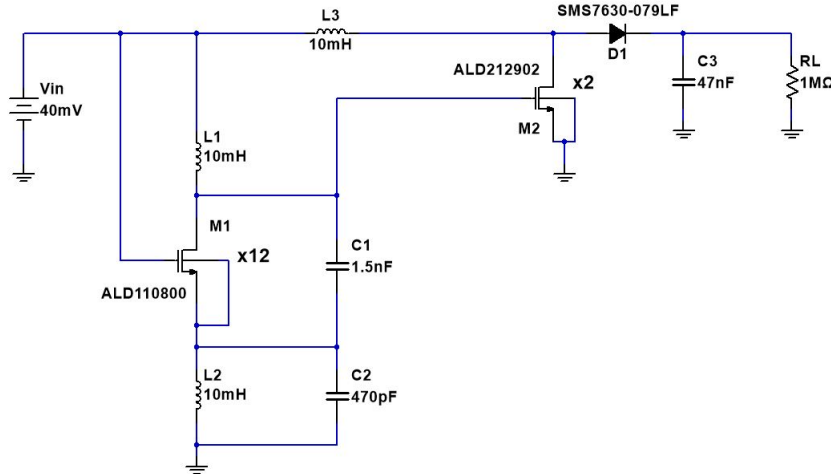 SMS7630-079LF
L3
10mH
D1
C3
47nF
RL
1MΩ
ALD212902
x2
M2
Vin
40mV
L1
10mH
M1
x12
C1
1.5nF
ALD110800
L2
10mH
C2
470pF